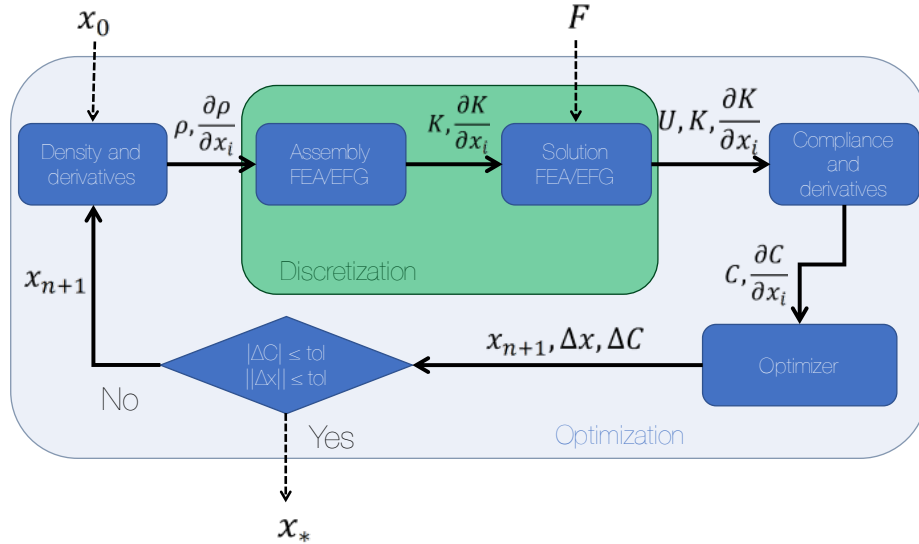 x₀
F
ρ, ∂ρ/∂xᵢ
K, ∂K/∂xᵢ
U, K, ∂K/∂xᵢ
Density and
derivatives
Assembly
FEA/EFG
Solution
FEA/EFG
Compliance
and
derivatives
Discretization
xₙ₊₁
C, ∂C/∂xᵢ
|ΔC| ≤ tol
||Δx|| ≤ tol
xₙ₊₁, Δx, ΔC
Optimizer
No
Yes
Optimization
x*